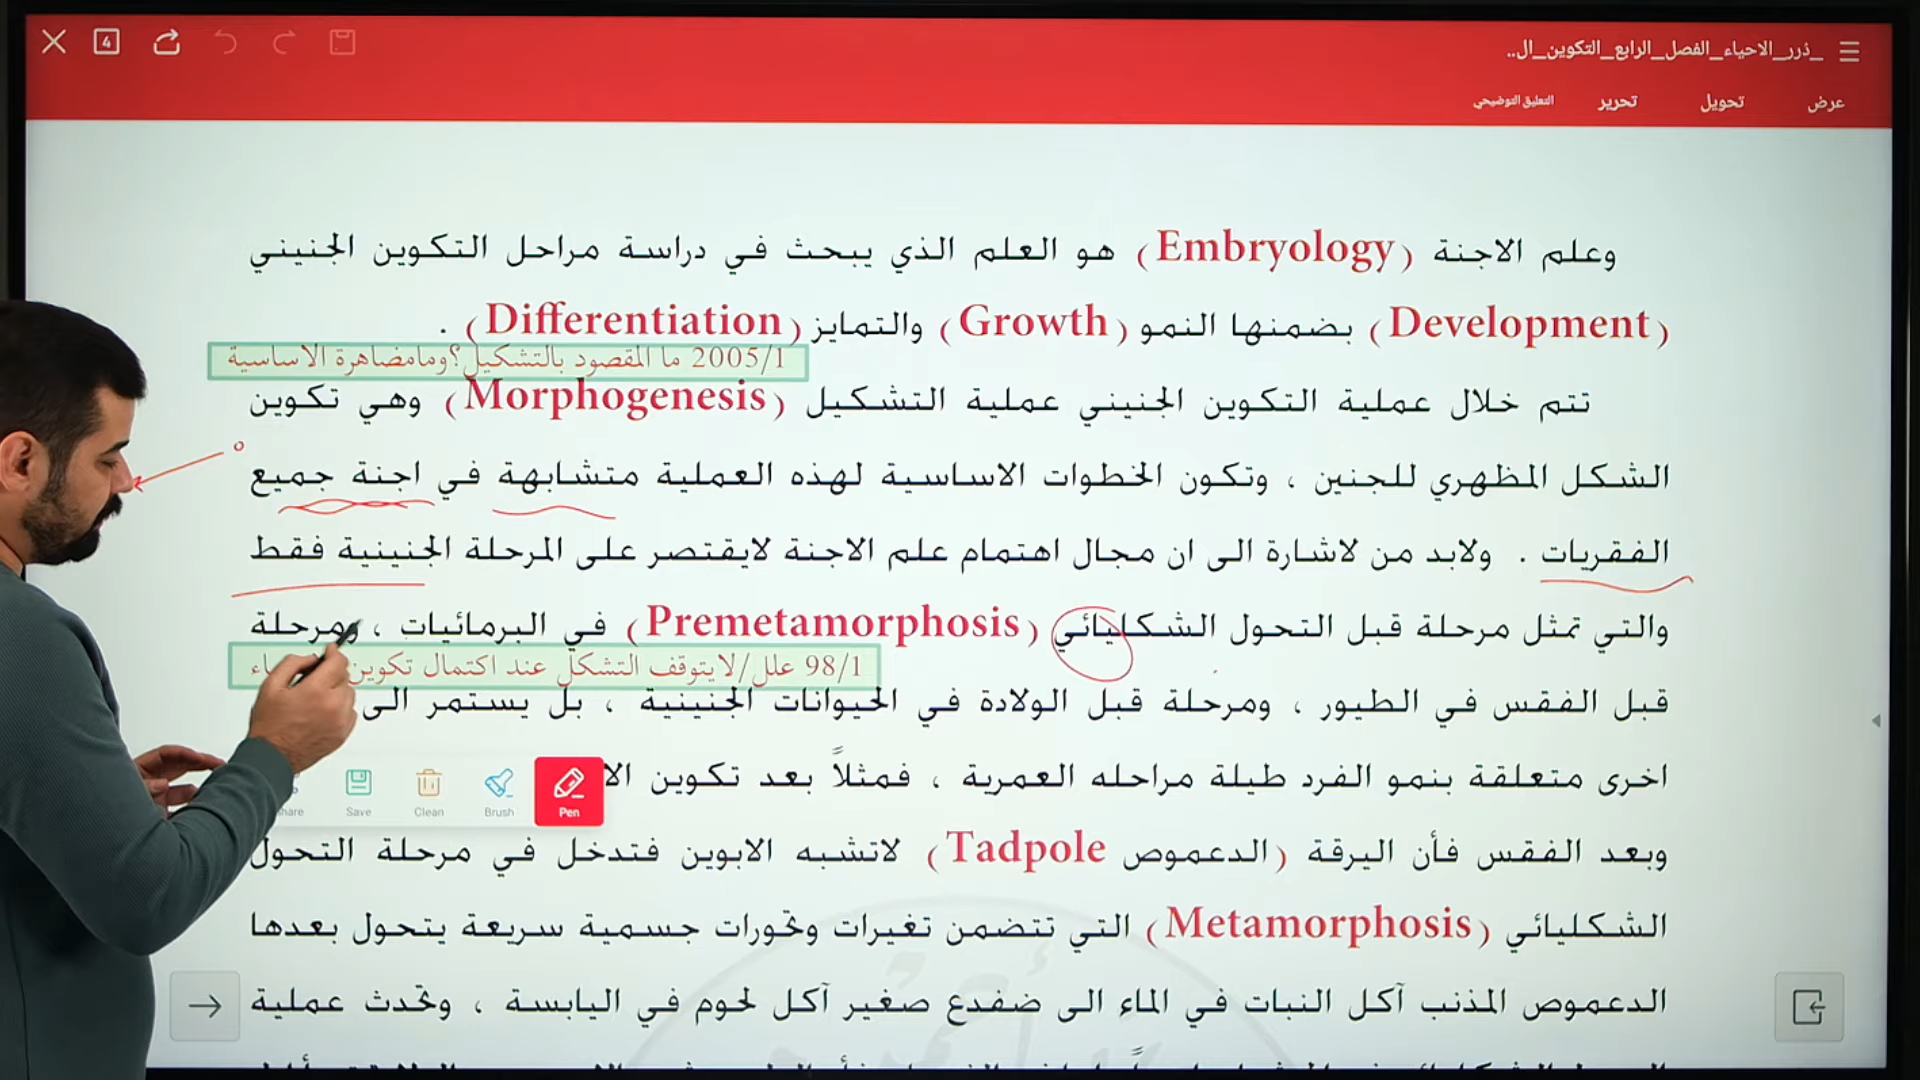 _ذرر_الاحياء_الفصل_الرابع_التكوين_ال..
4
عرض تحويل تحرير التعليق التوضيحي
وعلم الاجنة (Embryology) هو العلم الذي يبحث في دراسة مراحل التكوين الجنيني
(Development) بضمنها النمو (Growth) والتمايز (Differentiation) .
2005/1 ما المقصود بالتشكيل؟ومامضاهرة الاساسية
تتم خلال عملية التكوين الجنيني عملية التشكيل (Morphogenesis) وهي تكوين
الشكل المظهري للجنين ، وتكون الخطوات الاساسية لهذه العملية متشابهة في اجنة جميع
الفقريات . ولابد من لاشارة الى ان مجال اهتمام علم الاجنة لايقتصر على المرحلة الجنينية فقط
والتي تمثل مرحلة قبل التحول الشكليائي (Premetamorphosis) في البرمائيات ، ومرحلة
98/1 علل/لايتوقف التشكل عند اكتمال تكوين
قبل الفقس في الطيور ، ومرحلة قبل الولادة في الحيوانات الجنينية ، بل يستمر الى
اخرى متعلقة بنمو الفرد طيلة مراحله العمرية ، فمثلاً بعد تكوين
Save Clean Brush Pen
وبعد الفقس فأن اليرقة (الدعموص Tadpole) لاتشبه الابوين فتدخل في مرحلة التحول
الشكليائي (Metamorphosis) التي تتضمن تغيرات وتحورات جسمية سريعة يتحول بعدها
الدعموص المذنب آكل النبات في الماء الى ضفدع صغير آكل لحوم في اليابسة ، وتحدث عملية